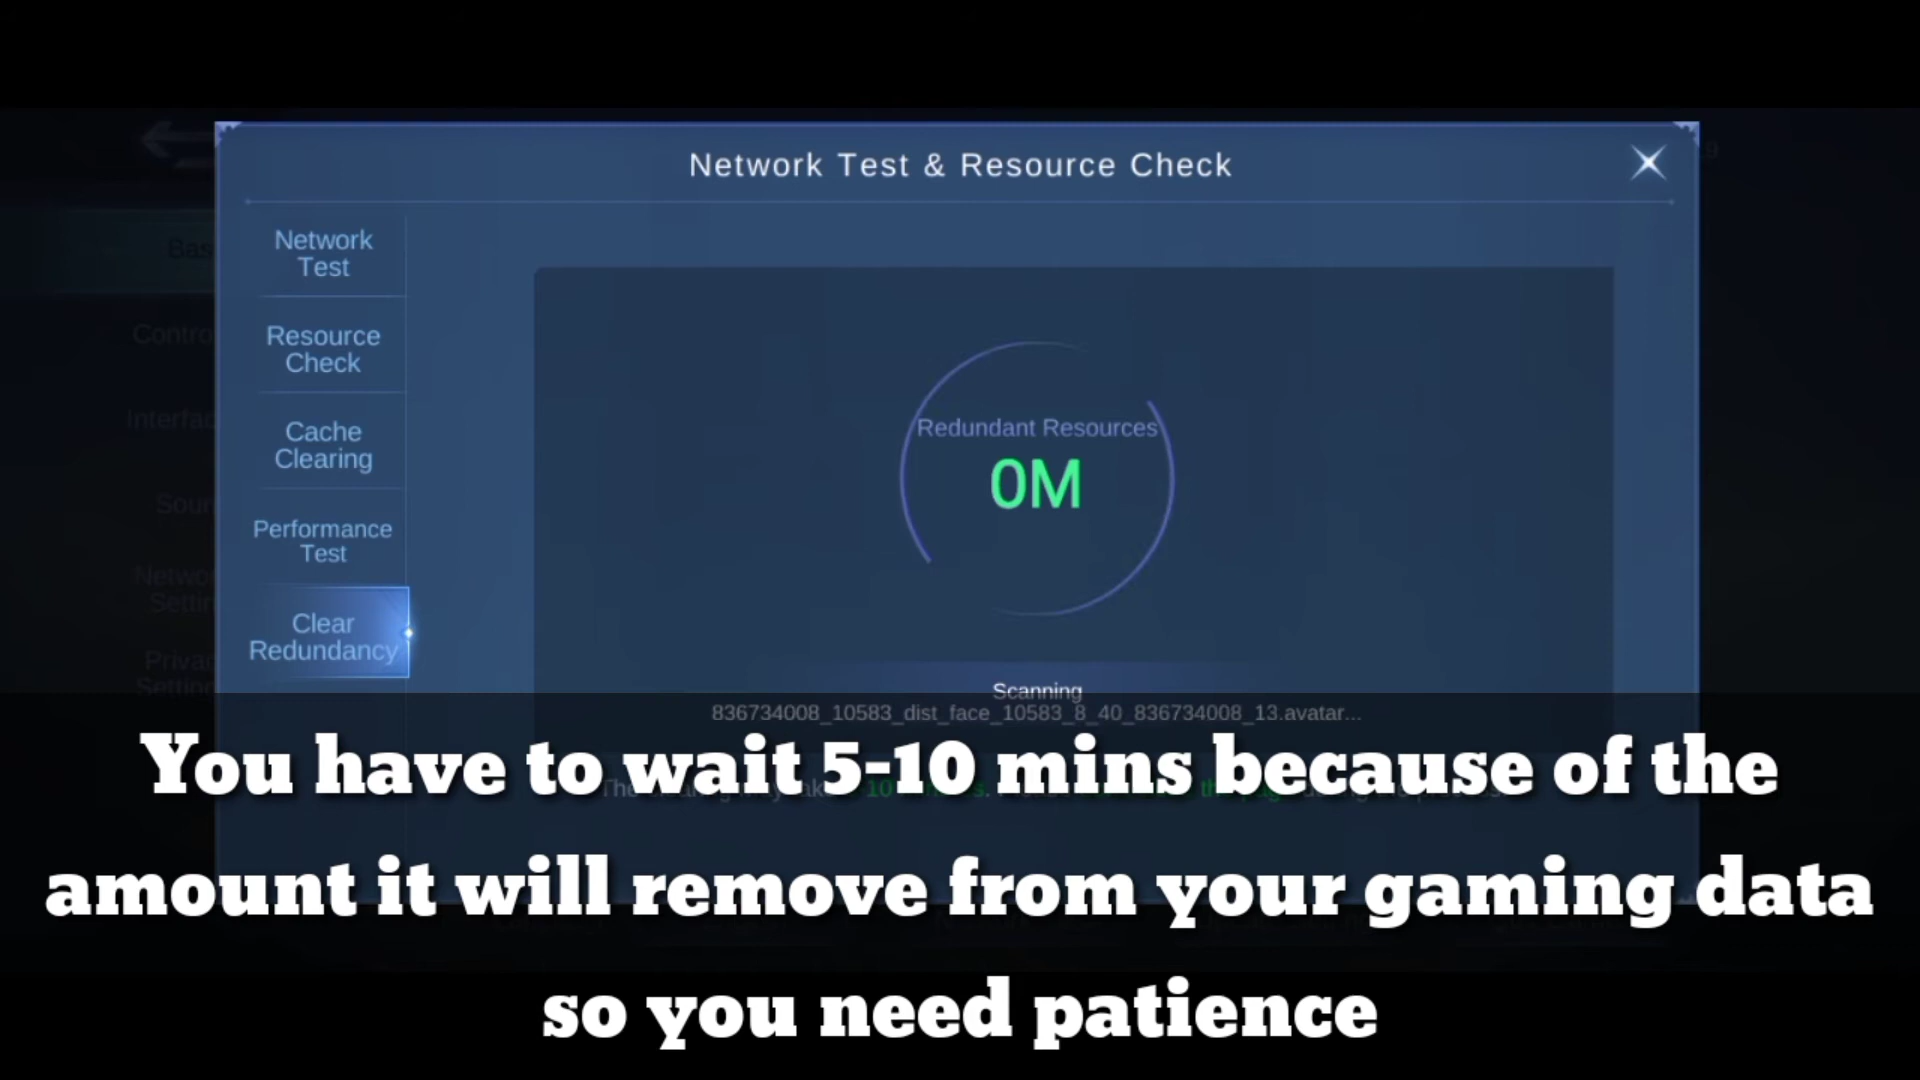 Network Test & Resource Check
Network
Test
Resource
Check
Cache
Clearing
Performance
Test
Clear
Redundancy
Redundant Resources
0M
Scanning
836734008_10583_dist_face_10583_8_40_836734008_13.avatar...
You have to wait 5-10 mins because of the
amount it will remove from your gaming data
so you need patience